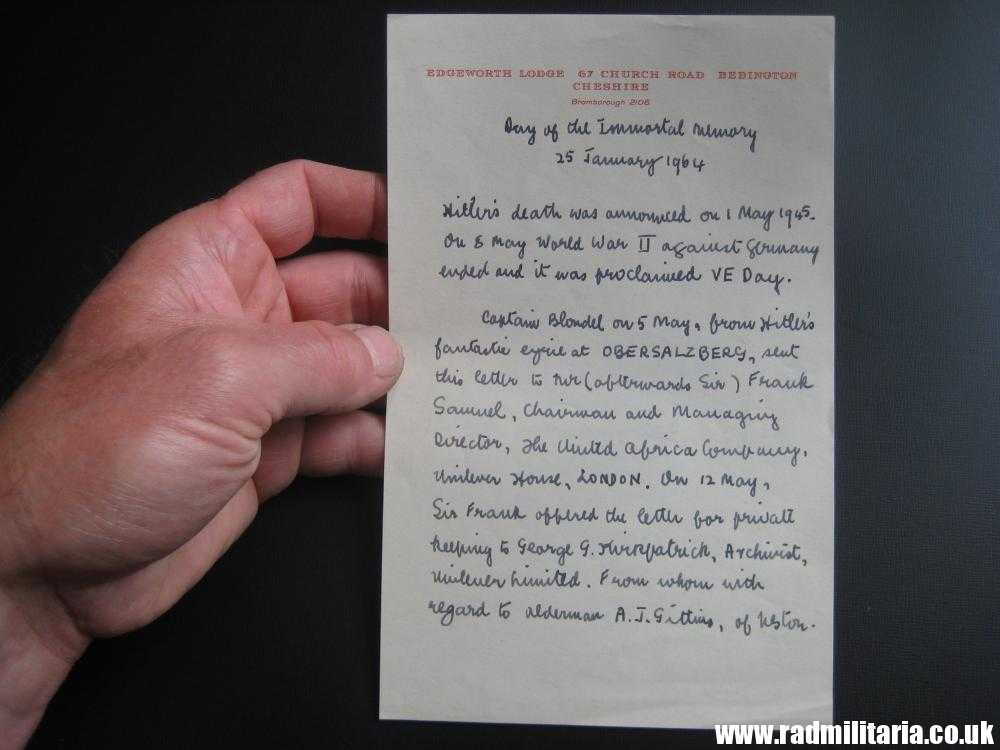 EDGEWORTH LODGE 67 CHURCH ROAD BEBINGTON
CHESHIRE
Bromborough 2106
Day of the Immortal Memory
25 January 1964
Hitler's death was announced on 1 May 1945.
On 8 May World War II against Germany
ended and it was proclaimed VE Day.
Captain Blondel on 5 May, from Hitler's
fantastic eyrie at OBERSALZBERG, sent
this letter to Mr (afterwards Sir) Frank
Samuel, Chairman and Managing
Director, The United Africa Company,
Unilever House, LONDON. On 12 May,
Sir Frank offered the letter for private
keeping to George G. Kirkpatrick, Archivist,
Unilever Limited. From whom with
regard to alderman A.J. Gittins, of Neston.
www.radmilitaria.co.uk